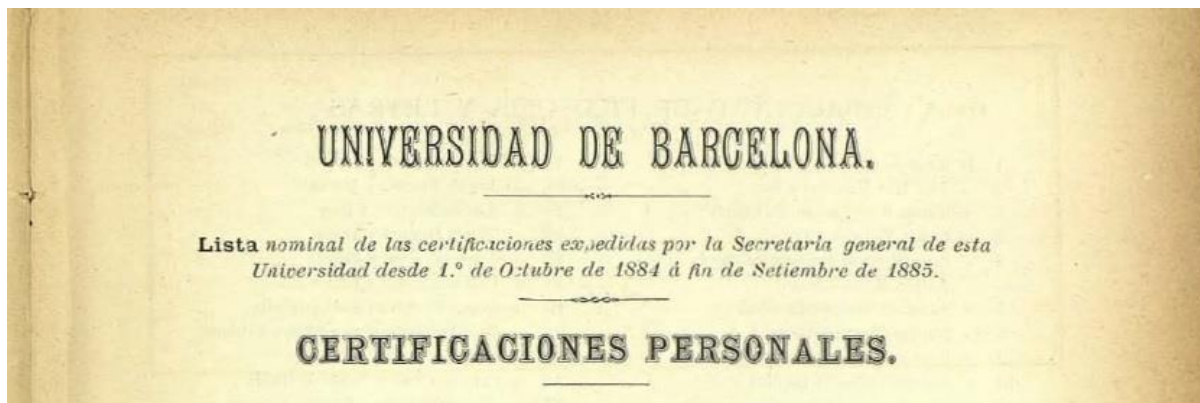 UNIVERSIDAD DE BARCELONA.
Lista nominal de las certificaciones expedidas por la Secretaría general de esta
Universidad desde 1.º de Octubre de 1884 á fin de Setiembre de 1885.
CERTIFICACIONES PERSONALES.